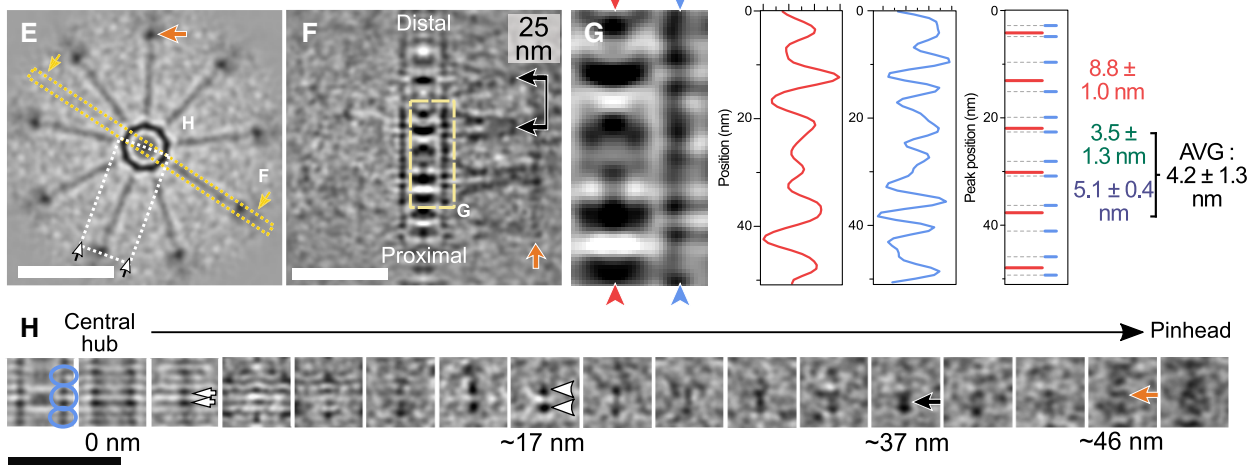 E
H
F
F
Distal
25
nm
G
Proximal
G
Position (nm)
0
20
40
Peak position (nm)
0
20
40
0
20
40
8.8 ±
1.0 nm
3.5 ±
1.3 nm
5.1 ± 0.4
nm
AVG :
4.2 ± 1.3
nm
H
Central
hub
Pinhead
0 nm
~17 nm
~37 nm
~46 nm